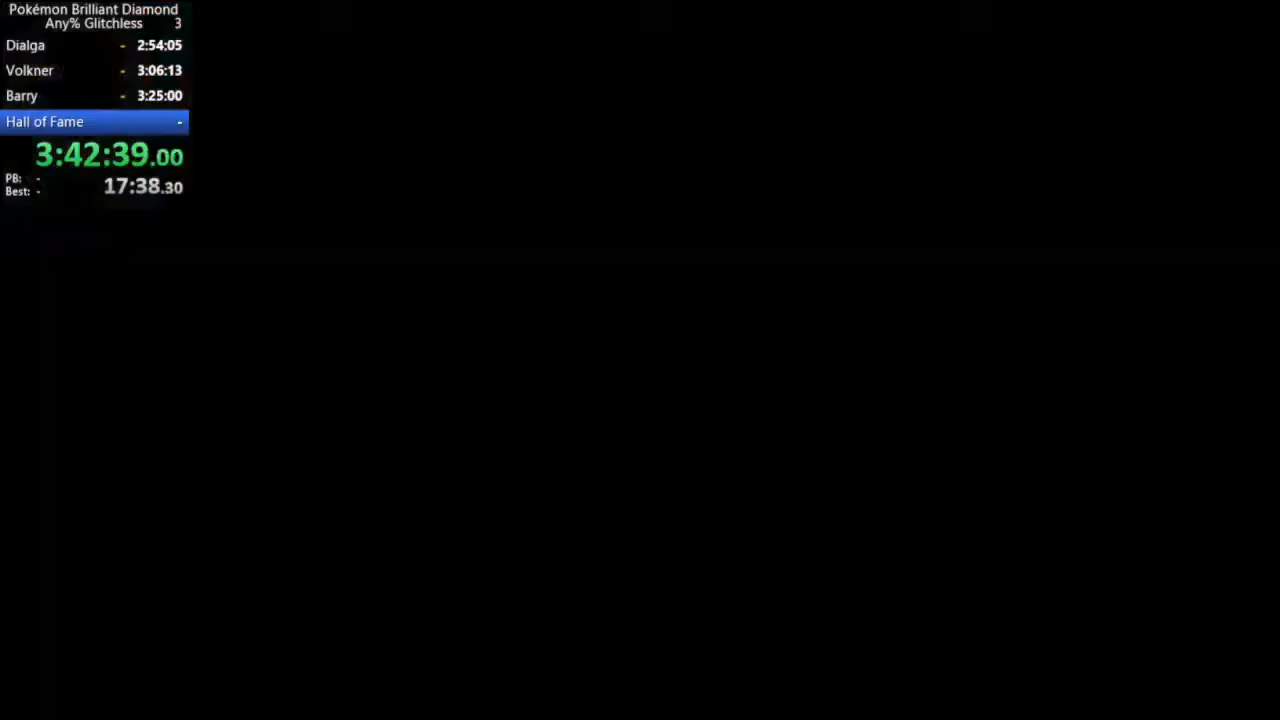 Pokémon Brilliant Diamond
Any% Glitchless 3
Dialga - 2:54:05
Volkner - 3:06:13
Barry - 3:25:00
Hall of Fame -
3:42:39.00
PB: -
Best: - 17:38.30